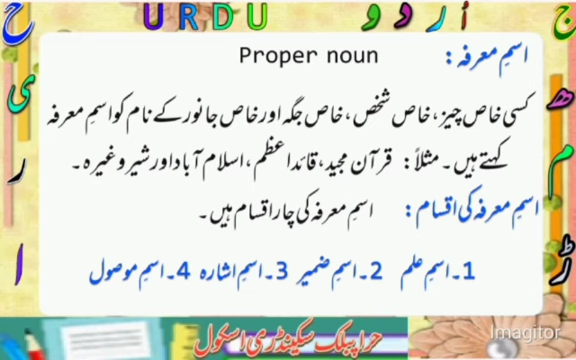 URDU اُردو
اسمِ معرفہ: Proper noun
کسی خاص چیز، خاص شخص، خاص جگہ اور خاص جانور کے نام کو اسمِ معرفہ
کہتے ہیں۔ مثلاً: قرآن مجید، قائداعظم، اسلام آباد اور شیر وغیرہ۔
اسمِ معرفہ کی اقسام: اسمِ معرفہ کی چار اقسام ہیں۔
1۔اسمِ علم 2۔اسمِ ضمیر 3۔اسمِ اشارہ 4۔اسمِ موصول
حرا پبلک سیکنڈری اسکول
Imagitor
ج
ھ
م
ڑ
ح
ی
ر
ا